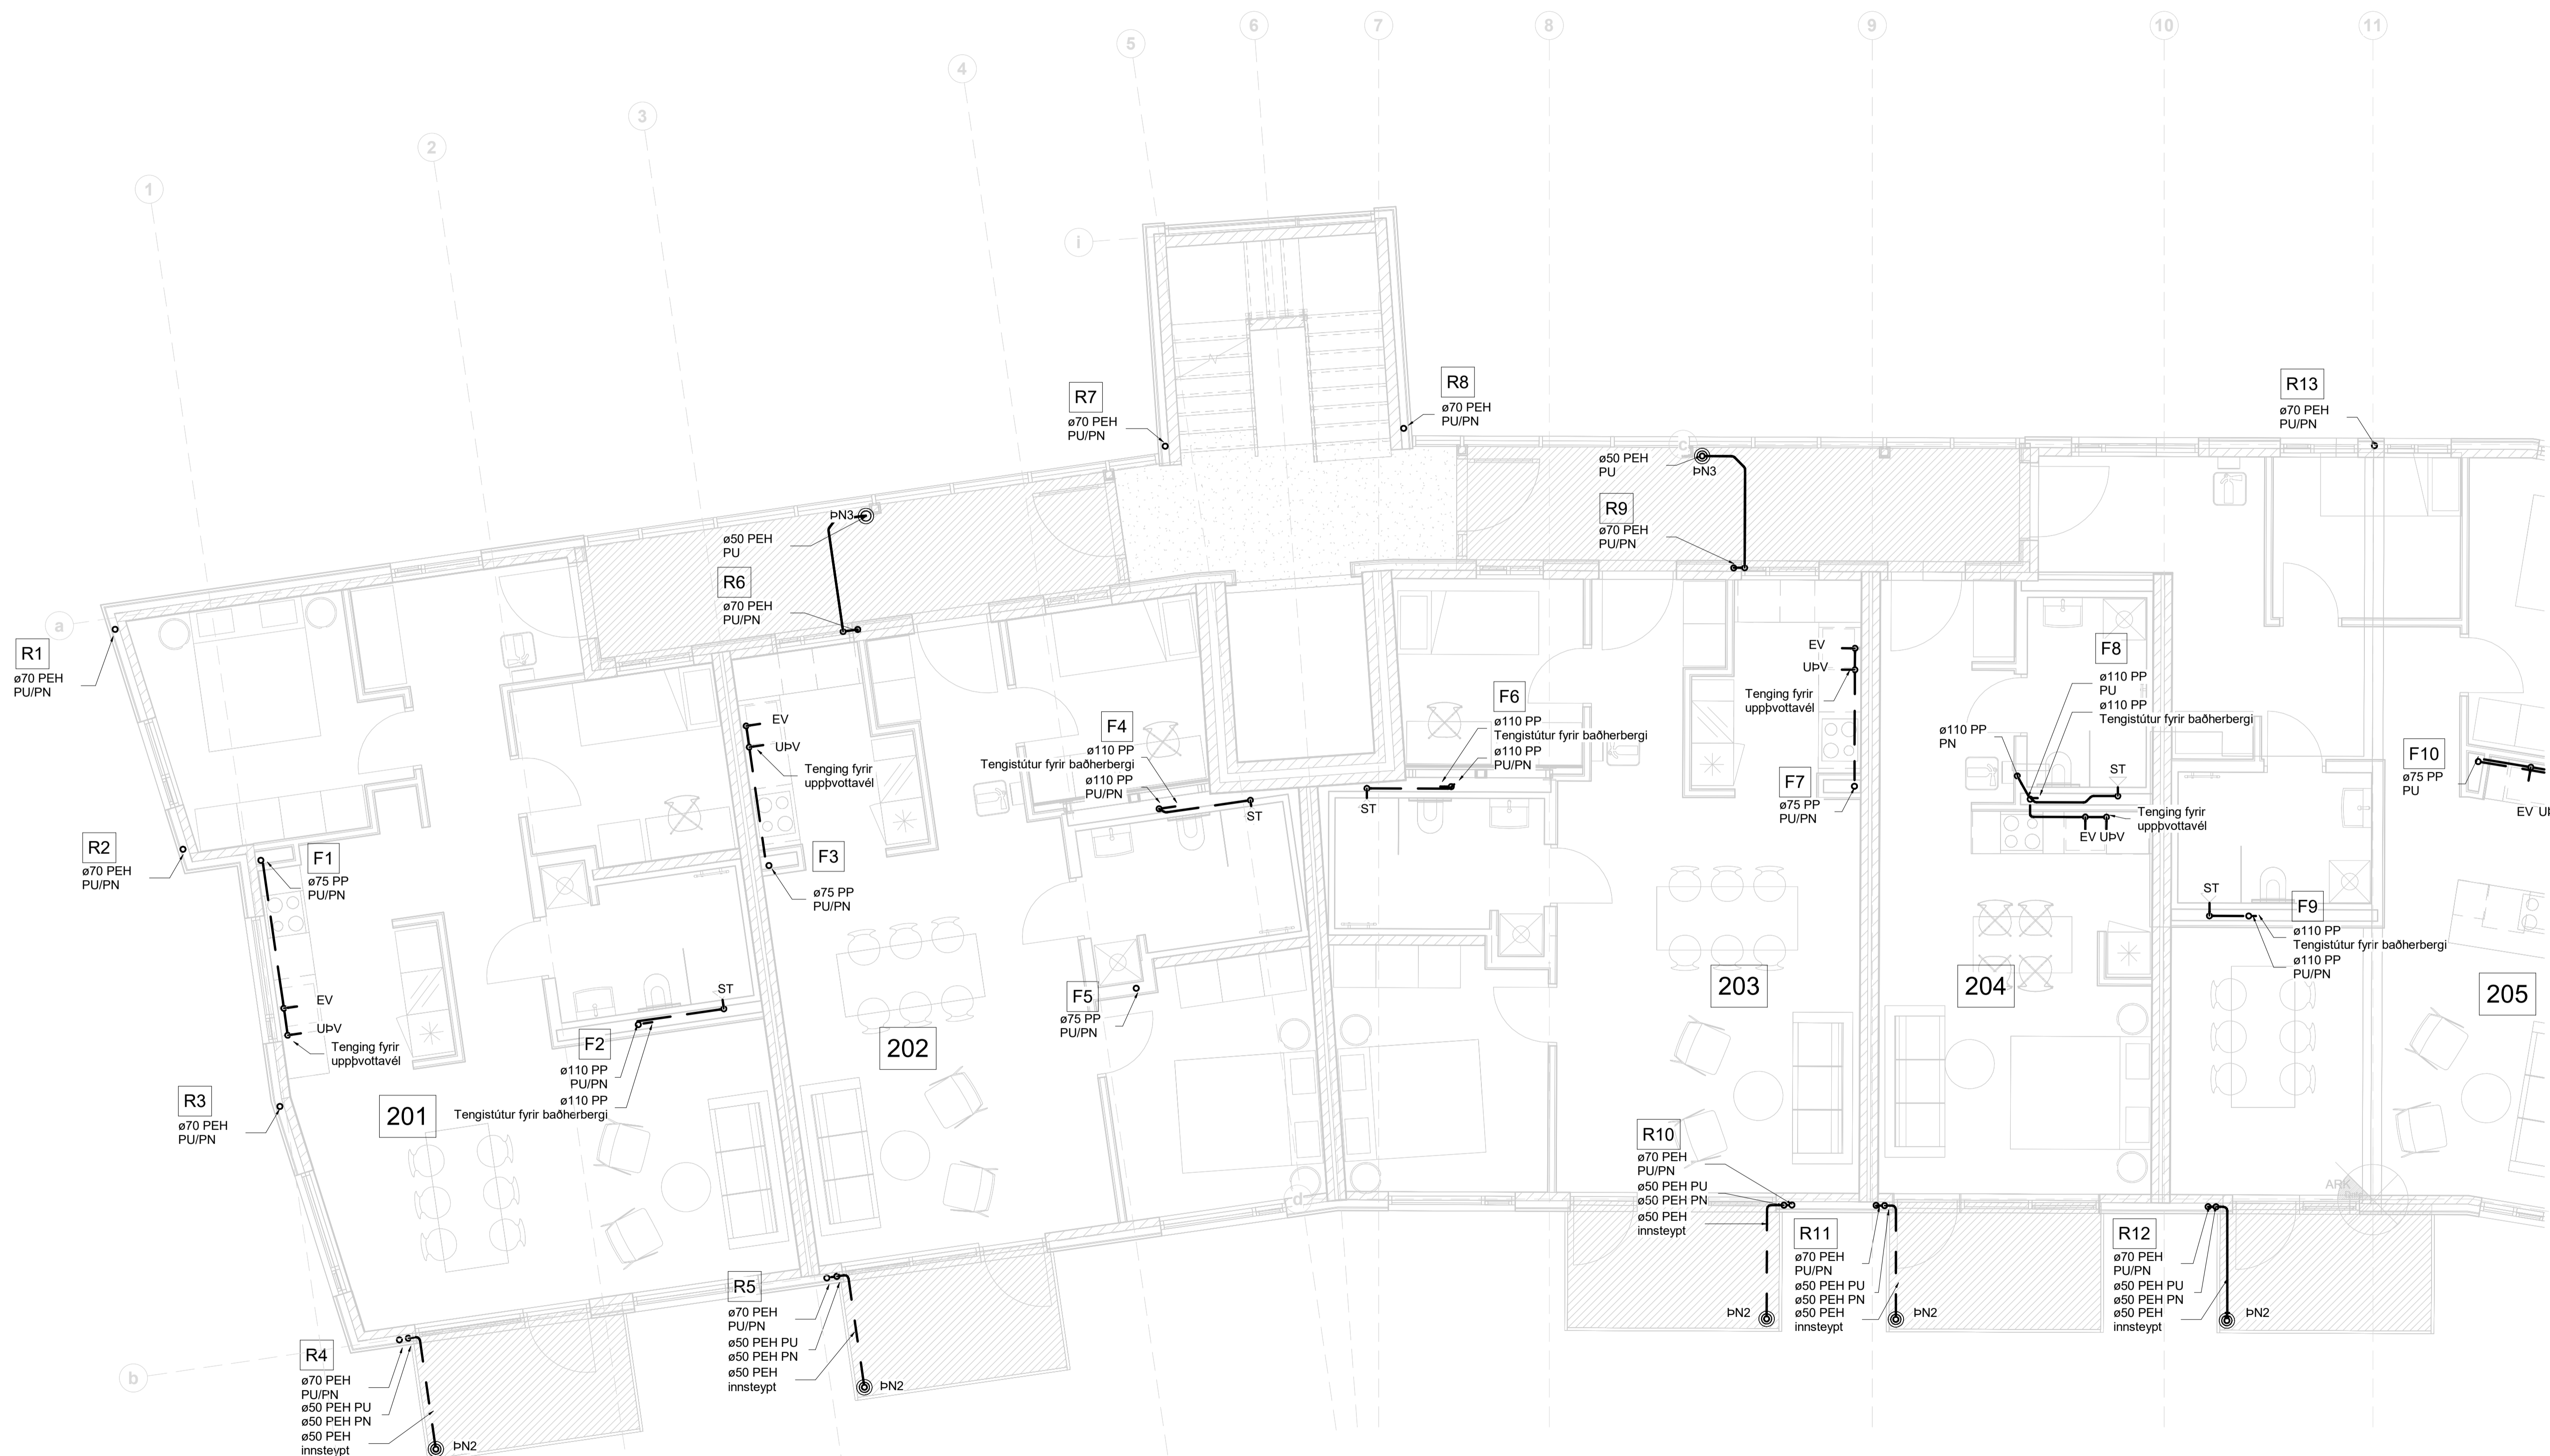 6
7
8
9
10
11
5
4
3
2
1
i
R13
ø70 PEH
PU/PN
R8
ø70 PEH
PU/PN
R7
ø70 PEH
PU/PN
c
ø50 PEH
PU
ÞN3
R9
ø70 PEH
PU/PN
ÞN3
ø50 PEH
PU
R6
ø70 PEH
PU/PN
a
R1
ø70 PEH
PU/PN
EV
UÞV
Tenging fyrir
uppþvottavél
F3
ø75 PP
PU/PN
F4
ø110 PP
Tengistútur fyrir baðherbergi
ø110 PP
PU/PN
ST
F6
ø110 PP
Tengistútur fyrir baðherbergi
ø110 PP
PU/PN
ST
EV
UÞV
Tenging fyrir
uppþvottavél
F7
ø75 PP
PU/PN
F8
ø110 PP
PU
ø110 PP
Tengistútur fyrir baðherbergi
ø110 PP
PN
ST
Tenging fyrir
uppþvottavél
EV UÞV
F10
ø75 PP
PU
EV
R2
ø70 PEH
PU/PN
F1
ø75 PP
PU/PN
EV
UÞV
Tenging fyrir
uppþvottavél
ST
F2
ø110 PP
PU/PN
ø110 PP
Tengistútur fyrir baðherbergi
F5
ø75 PP
PU/PN
ST
F9
ø110 PP
Tengistútur fyrir baðherbergi
ø110 PP
PU/PN
201
202
203
204
205
R3
ø70 PEH
PU/PN
d
R10
ø70 PEH
PU/PN
ø50 PEH PU
ø50 PEH PN
ø50 PEH
innsteypt
ÞN2
R11
ø70 PEH
PU/PN
ø50 PEH PU
ø50 PEH PN
ø50 PEH
innsteypt
ÞN2
R12
ø70 PEH
PU/PN
ø50 PEH PU
ø50 PEH PN
ø50 PEH
innsteypt
ÞN2
R5
ø70 PEH
PU/PN
ø50 PEH PU
ø50 PEH PN
ø50 PEH
innsteypt
ÞN2
b
R4
ø70 PEH
PU/PN
ø50 PEH PU
ø50 PEH PN
ø50 PEH
innsteypt
ÞN2